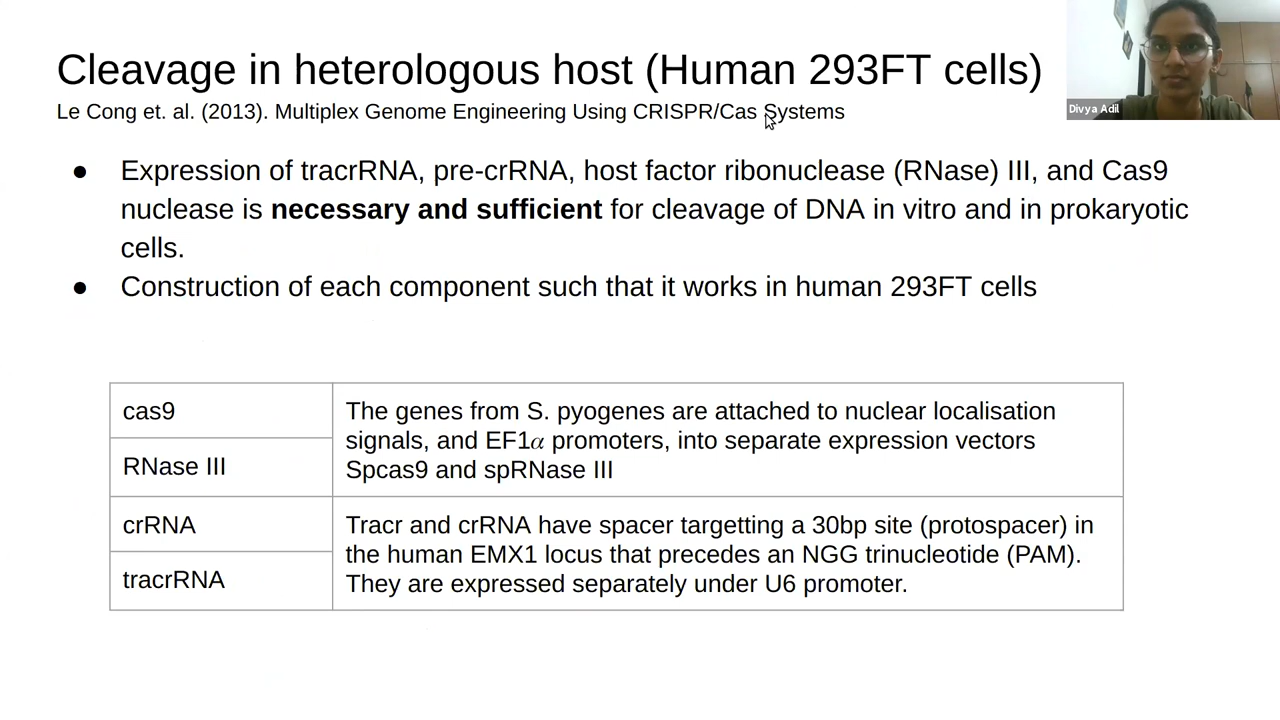 Cleavage in heterologous host (Human 293FT cells)
Le Cong et. al. (2013). Multiplex Genome Engineering Using CRISPR/Cas Systems
Divya Adil
● Expression of tracrRNA, pre-crRNA, host factor ribonuclease (RNase) III, and Cas9
nuclease is necessary and sufficient for cleavage of DNA in vitro and in prokaryotic
cells.
● Construction of each component such that it works in human 293FT cells
cas9
RNase III
The genes from S. pyogenes are attached to nuclear localisation
signals, and EF1α promoters, into separate expression vectors
Spcas9 and spRNase III
crRNA
tracrRNA
Tracr and crRNA have spacer targetting a 30bp site (protospacer) in
the human EMX1 locus that precedes an NGG trinucleotide (PAM).
They are expressed separately under U6 promoter.